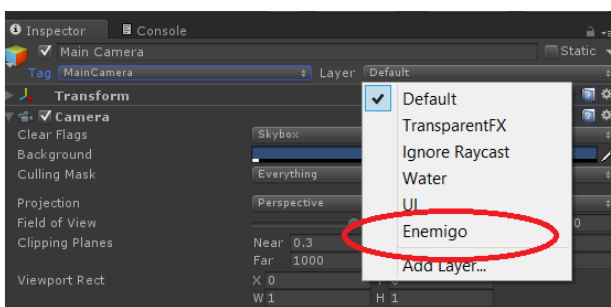 Inspector Console
Main Camera Static
Tag MainCamera Layer Default
Transform
Camera
Clear Flags Skybox
Background
Culling Mask Everything
Projection Perspective
Field of View 0
Clipping Planes Near 0.3
Far 1000
Viewport Rect X 0 Y 0
W 1 H 1
Default
TransparentFX
Ignore Raycast
Water
UI
Enemigo
Add Layer...